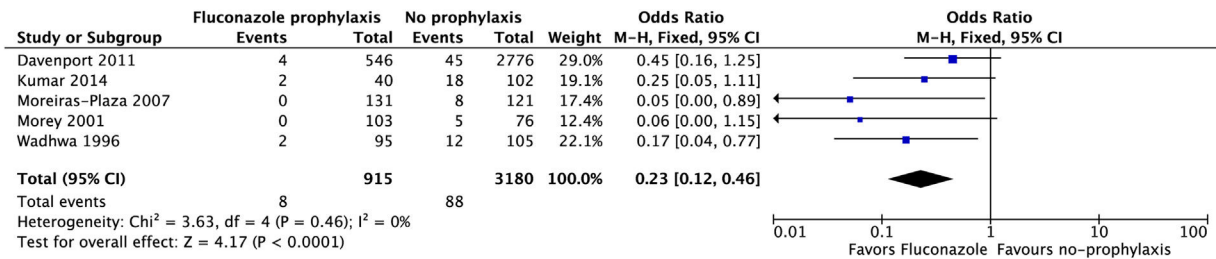 Fluconazole prophylaxis No prophylaxis Odds Ratio Odds Ratio
Study or Subgroup Events Total Events Total Weight M-H, Fixed, 95% CI M-H, Fixed, 95% CI
Davenport 2011 4 546 45 2776 29.0% 0.45 [0.16, 1.25]
Kumar 2014 2 40 18 102 19.1% 0.25 [0.05, 1.11]
Moreiras-Plaza 2007 0 131 8 121 17.4% 0.05 [0.00, 0.89]
Morey 2001 0 103 5 76 12.4% 0.06 [0.00, 1.15]
Wadhwa 1996 2 95 12 105 22.1% 0.17 [0.04, 0.77]
Total (95% CI) 915 3180 100.0% 0.23 [0.12, 0.46]
Total events 8 88
Heterogeneity: Chi² = 3.63, df = 4 (P = 0.46); I² = 0%
Test for overall effect: Z = 4.17 (P < 0.0001)
0.01 0.1 1 10 100
Favors Fluconazole Favours no-prophylaxis